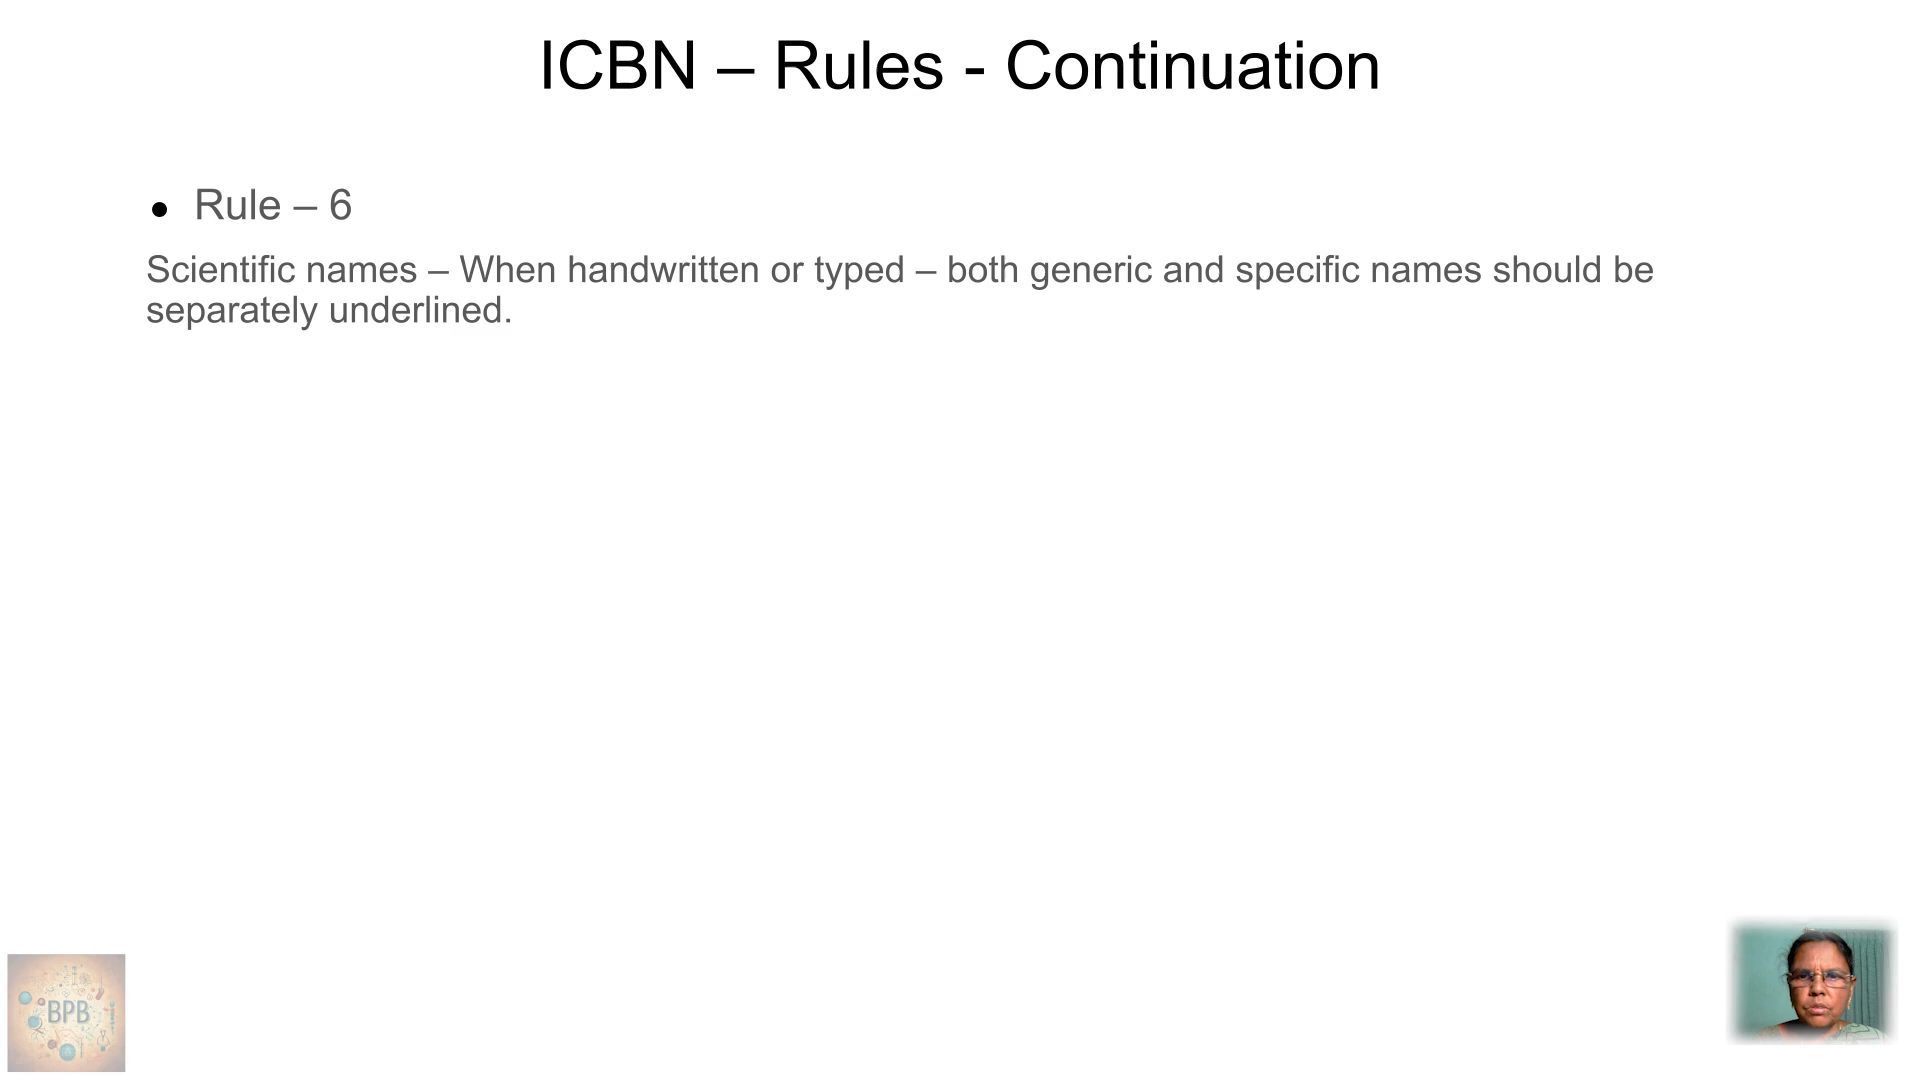 ICBN – Rules - Continuation
● Rule – 6
Scientific names – When handwritten or typed – both generic and specific names should be
separately underlined.
BPB